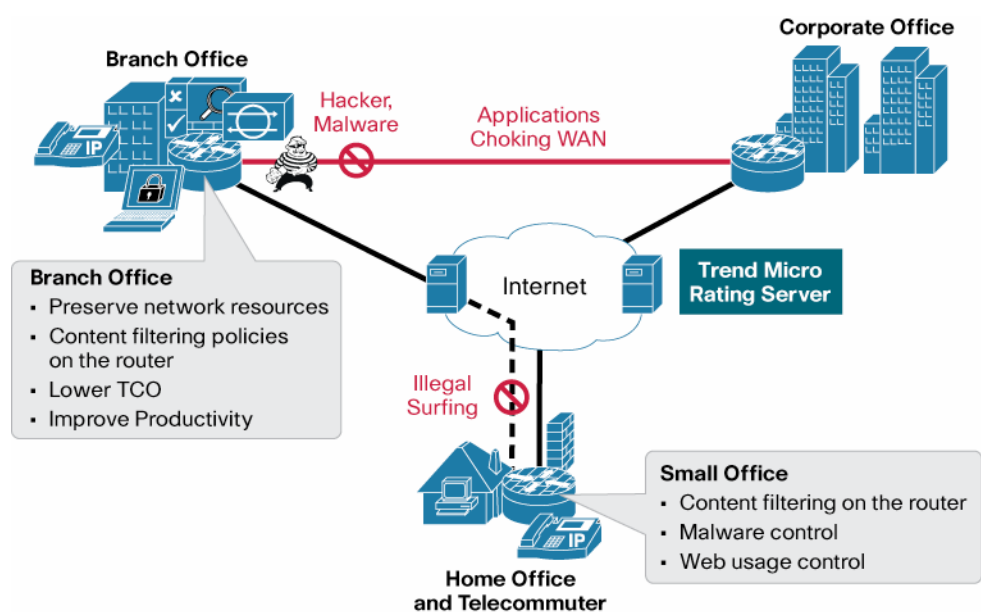 Corporate Office
Branch Office
Hacker,
Malware
Applications
Choking WAN
IP
Branch Office
▪ Preserve network resources
▪ Content filtering policies
on the router
▪ Lower TCO
▪ Improve Productivity
Internet
Trend Micro
Rating Server
Illegal
Surfing
Small Office
▪ Content filtering on the router
▪ Malware control
▪ Web usage control
IP
Home Office
and Telecommuter